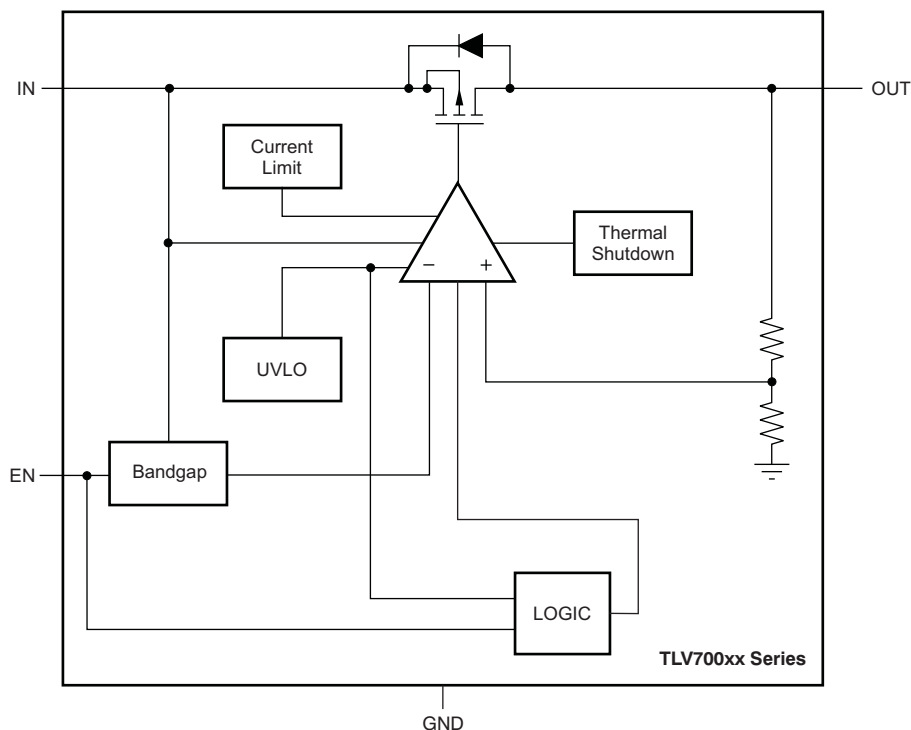 IN
OUT
Current
Limit
Thermal
Shutdown
−
+
UVLO
EN
Bandgap
LOGIC
TLV700xx Series
GND